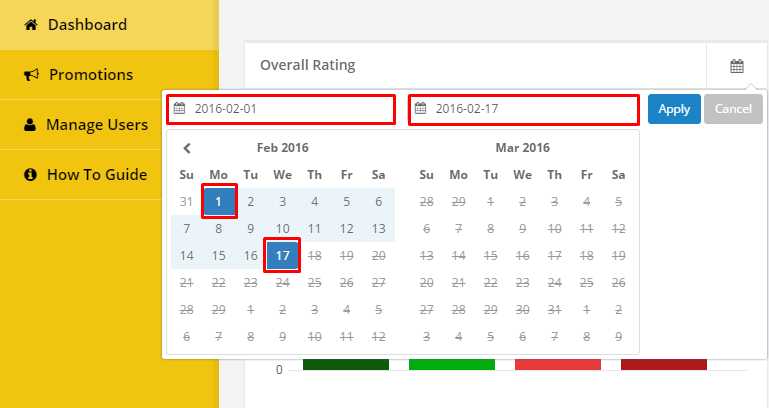 Dashboard
Promotions
Manage Users
How To Guide
Overall Rating
2016-02-01 2016-02-17 Apply Cancel
Feb 2016 Mar 2016
Su Mo Tu We Th Fr Sa Su Mo Tu We Th Fr Sa
31 1 2 3 4 5 6 28 29 1 2 3 4 5
7 8 9 10 11 12 13 6 7 8 9 10 11 12
14 15 16 17 18 19 20 13 14 15 16 17 18 19
21 22 23 24 25 26 27 20 21 22 23 24 25 26
28 29 1 2 3 4 5 27 28 29 30 31 1 2
6 7 8 9 10 11 12 3 4 5 6 7 8 9
0